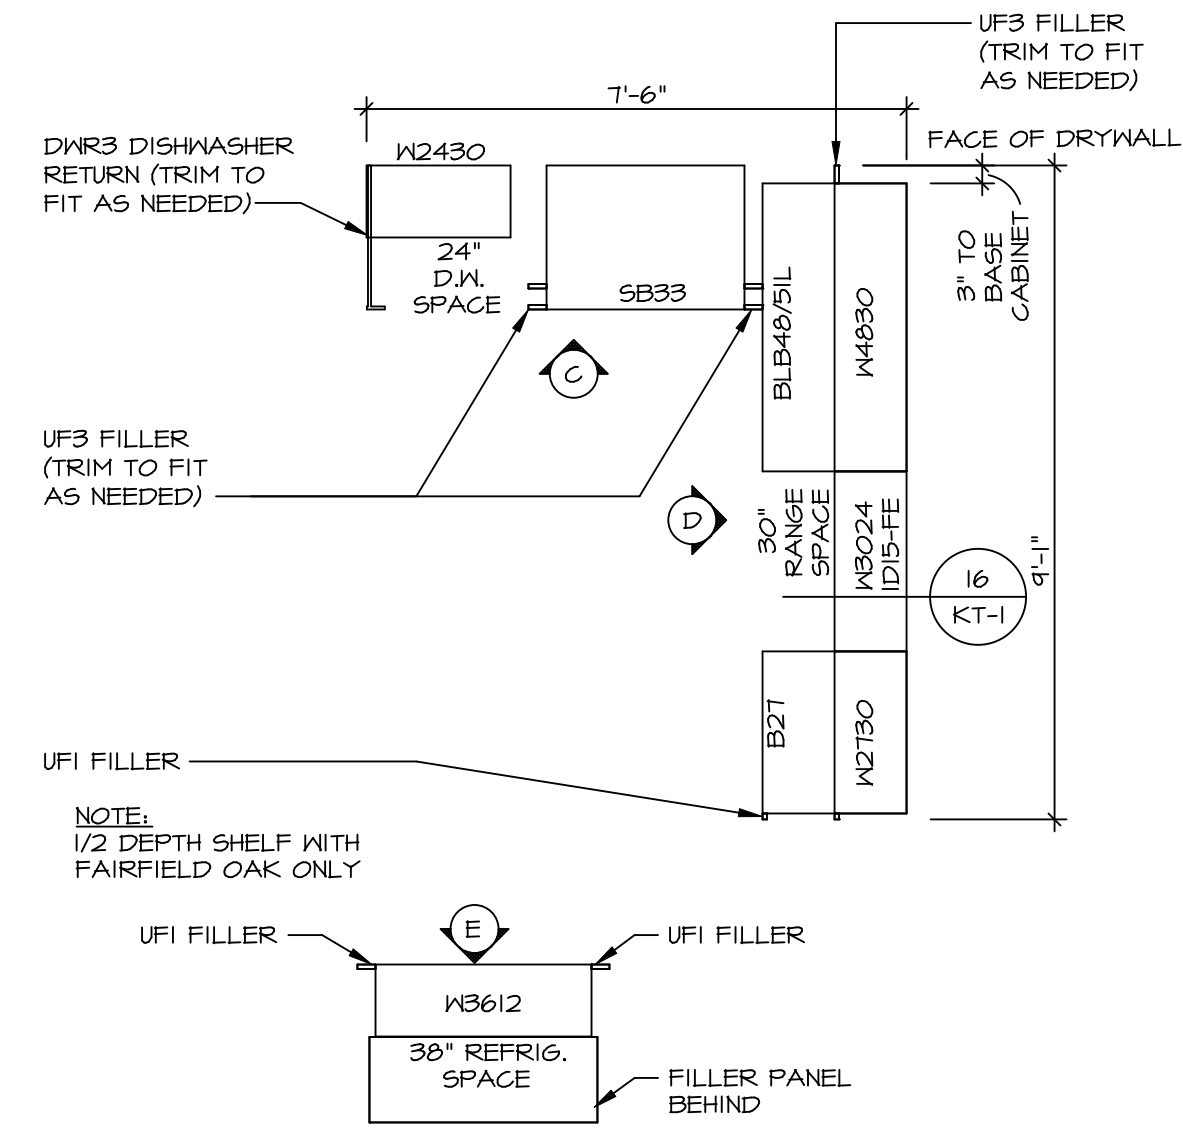 UF3 FILLER
(TRIM TO FIT
AS NEEDED)
7'-6"
FACE OF DRYWALL
DWR3 DISHWASHER
RETURN (TRIM TO
FIT AS NEEDED)
W2430
24"
D.W.
SPACE
SB33
BLB48/51L
W4830
3" TO
BASE
CABINET
C
UF3 FILLER
(TRIM TO FIT
AS NEEDED)
D
30"
RANGE
SPACE
W3024
1D15-FE
9'-1"
16
KT-1
B27
W2730
UF1 FILLER
NOTE:
1/2 DEPTH SHELF WITH
FAIRFIELD OAK ONLY
UF1 FILLER
E
UF1 FILLER
W3612
38" REFRIG.
SPACE
FILLER PANEL
BEHIND